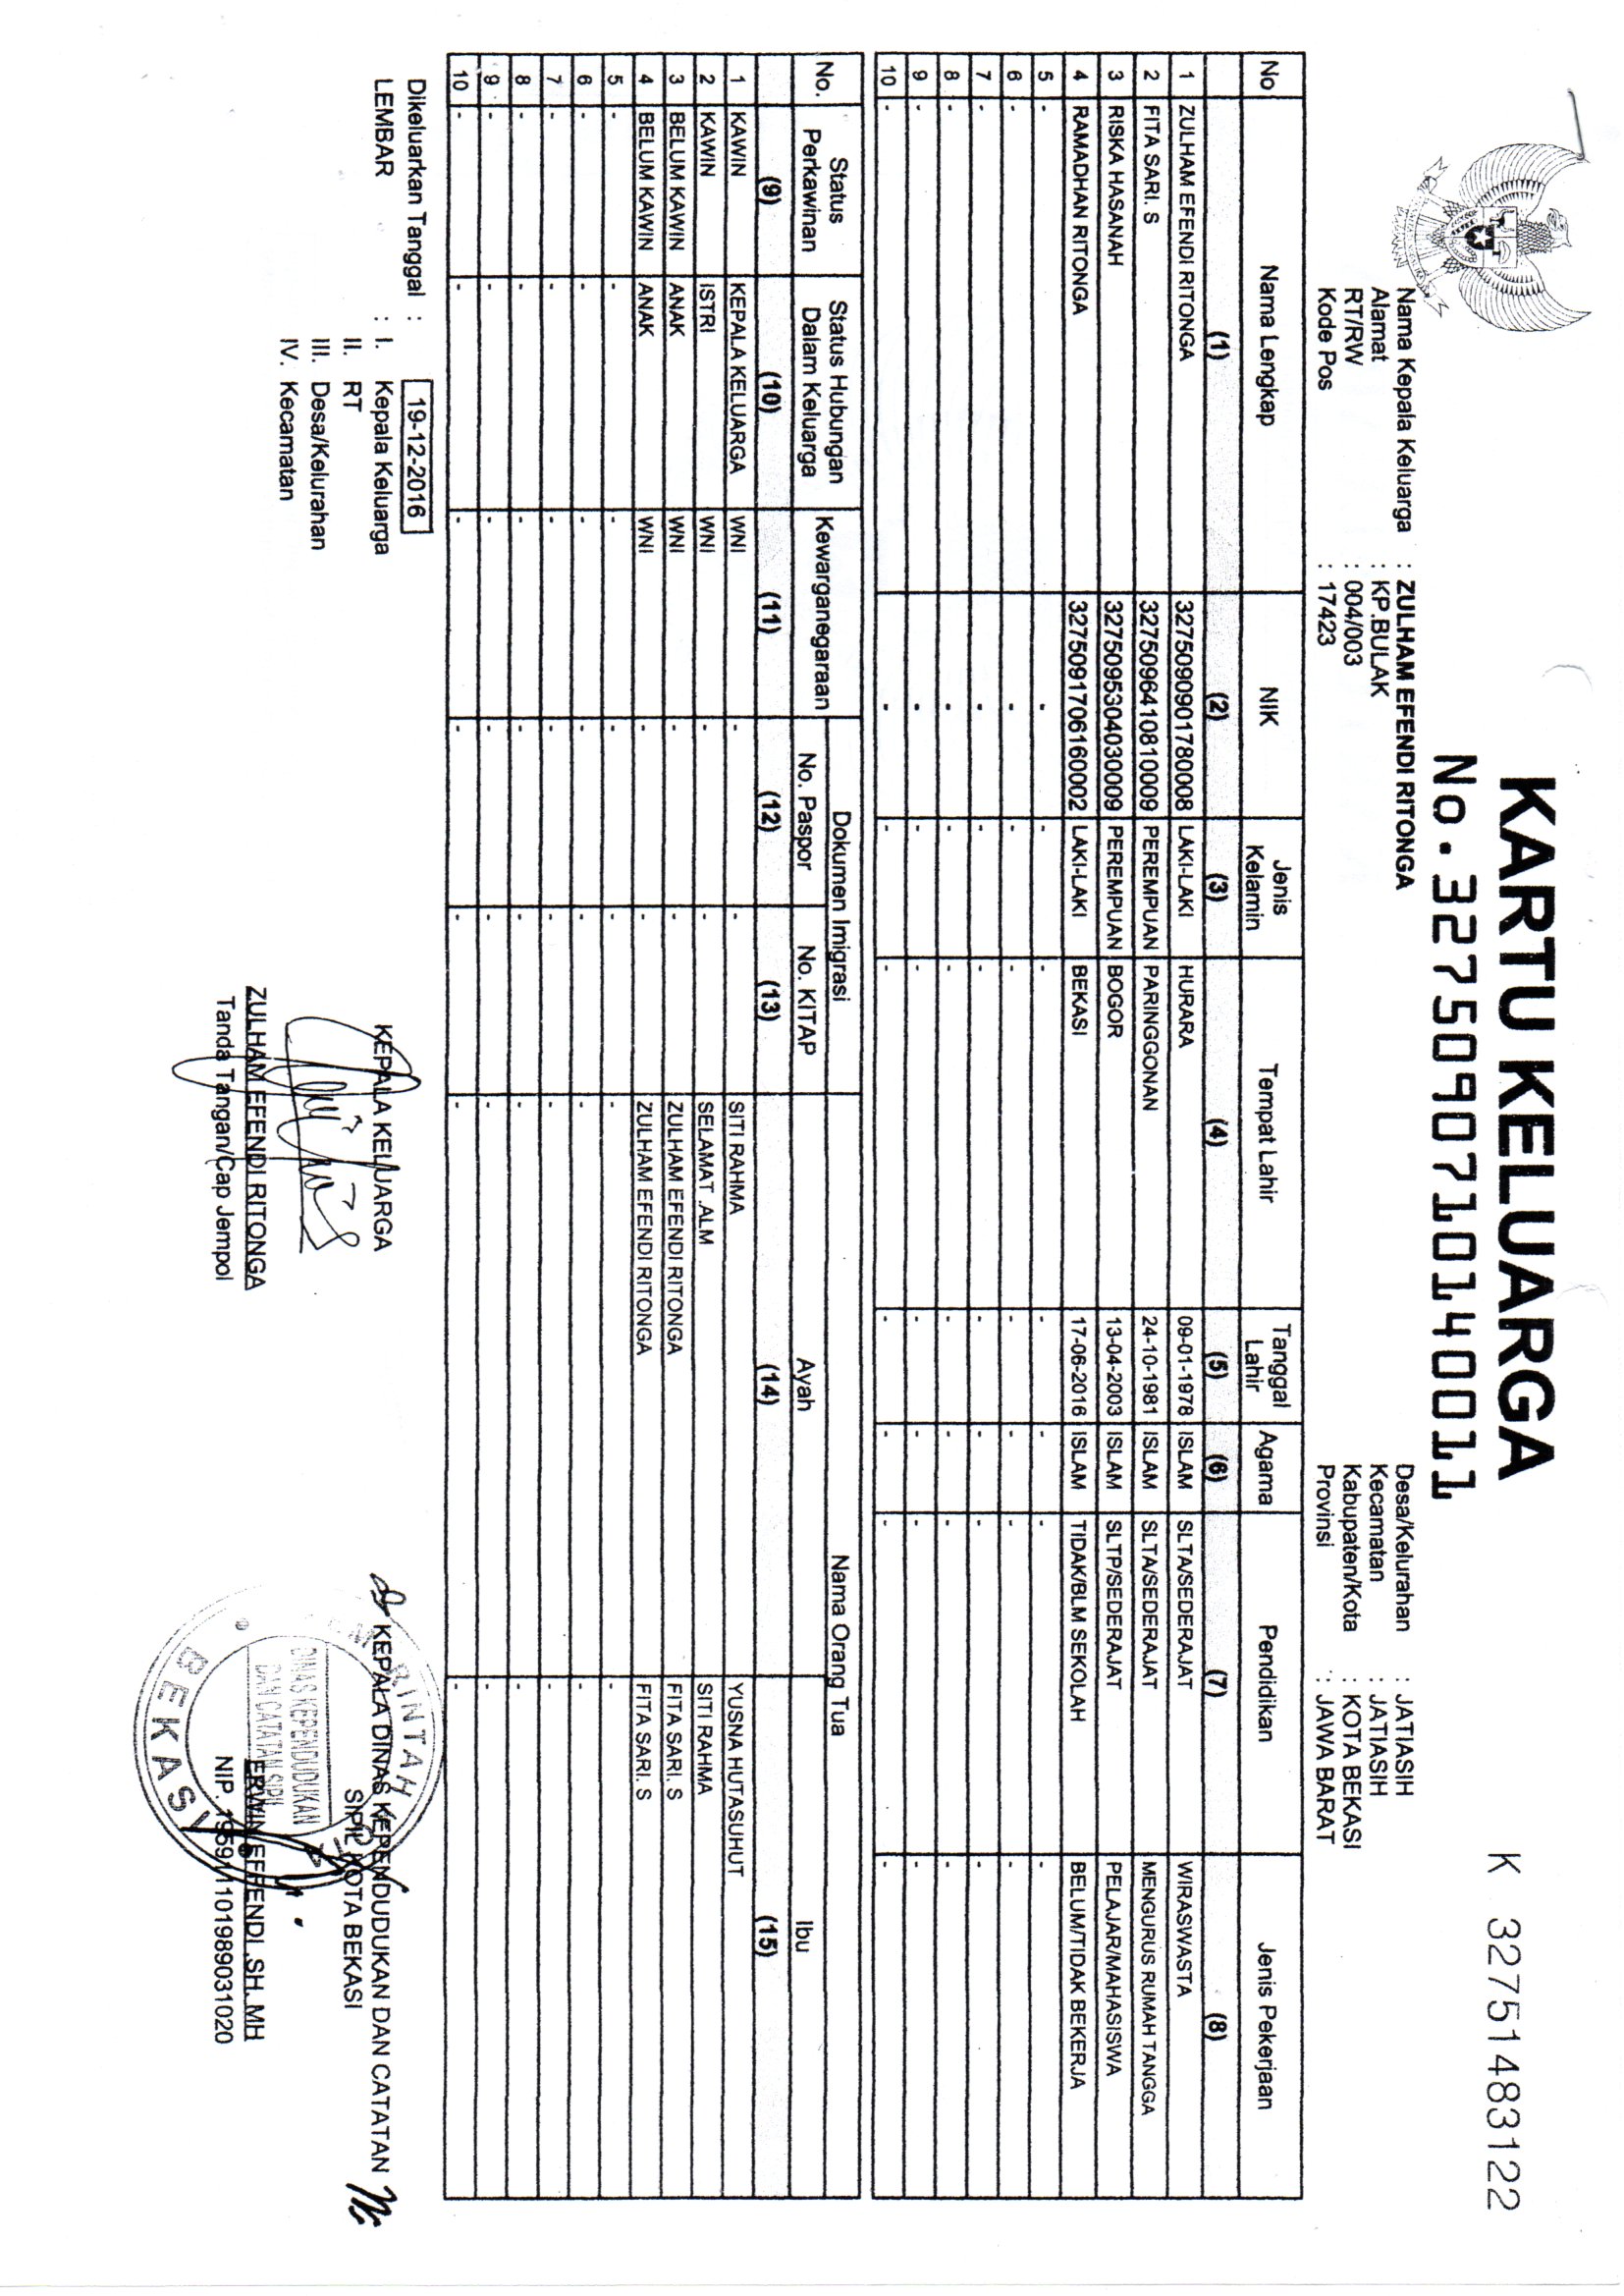 K 32751483122
KARTU KELUARGA
No. 3275090710140011
Nama Kepala Keluarga : ZULHAM EFENDI RITONGA
Alamat : KP.BULAK
RT/RW : 004/003
Kode Pos : 17423
Desa/Kelurahan : JATIASIH
Kecamatan : JATIASIH
Kabupaten/Kota : KOTA BEKASI
Provinsi : JAWA BARAT
No Nama Lengkap NIK Jenis Kelamin Tempat Lahir Tanggal Lahir Agama Pendidikan Jenis Pekerjaan
(1) (2) (3) (4) (5) (6) (7) (8)
1 ZULHAM EFENDI RITONGA 3275090901780008 LAKI-LAKI HURARA 09-01-1978 ISLAM SLTA/SEDERAJAT WIRASWASTA
2 FITA SARI. S 3275096410810009 PEREMPUAN PARINGGONAN 24-10-1981 ISLAM SLTA/SEDERAJAT MENGURUS RUMAH TANGGA
3 RISKA HASANAH 3275095304030009 PEREMPUAN BOGOR 13-04-2003 ISLAM SLTP/SEDERAJAT PELAJAR/MAHASISWA
4 RAMADHAN RITONGA 3275091706160002 LAKI-LAKI BEKASI 17-06-2016 ISLAM TIDAK/BLM SEKOLAH BELUM/TIDAK BEKERJA
5 - - - - - - - -
6 - - - - - - - -
7 - - - - - - - -
8 - - - - - - - -
9 - - - - - - - -
10 - - - - - - - -
No. Status Perkawinan Status Hubungan Dalam Keluarga Kewarganegaraan Dokumen Imigrasi Nama Orang Tua
No. Paspor No. KITAP Ayah Ibu
(9) (10) (11) (12) (13) (14) (15)
1 KAWIN KEPALA KELUARGA WNI - - SITI RAHMA YUSNA HUTASUHUT
2 KAWIN ISTRI WNI - - SELAMAT .ALM SITI RAHMA
3 BELUM KAWIN ANAK WNI - - ZULHAM EFENDI RITONGA FITA SARI. S
4 BELUM KAWIN ANAK WNI - - ZULHAM EFENDI RITONGA FITA SARI. S
5 - - - - - - -
6 - - - - - - -
7 - - - - - - -
8 - - - - - - -
9 - - - - - - -
10 - - - - - - -
Dikeluarkan Tanggal : 19-12-2016
LEMBAR : I. Kepala Keluarga
II. RT
III. Desa/Kelurahan
IV. Kecamatan
KEPALA KELUARGA
ZULHAM EFENDI RITONGA
Tanda Tangan/Cap Jempol
KEPALA DINAS KEPENDUDUKAN DAN CATATAN
SIPIL KOTA BEKASI
DINAS KEPENDUDUKAN
DAN CATATAN SIPIL
BEKASI
ERWIN EFFENDI ,SH. MH
NIP. 195911101989031020